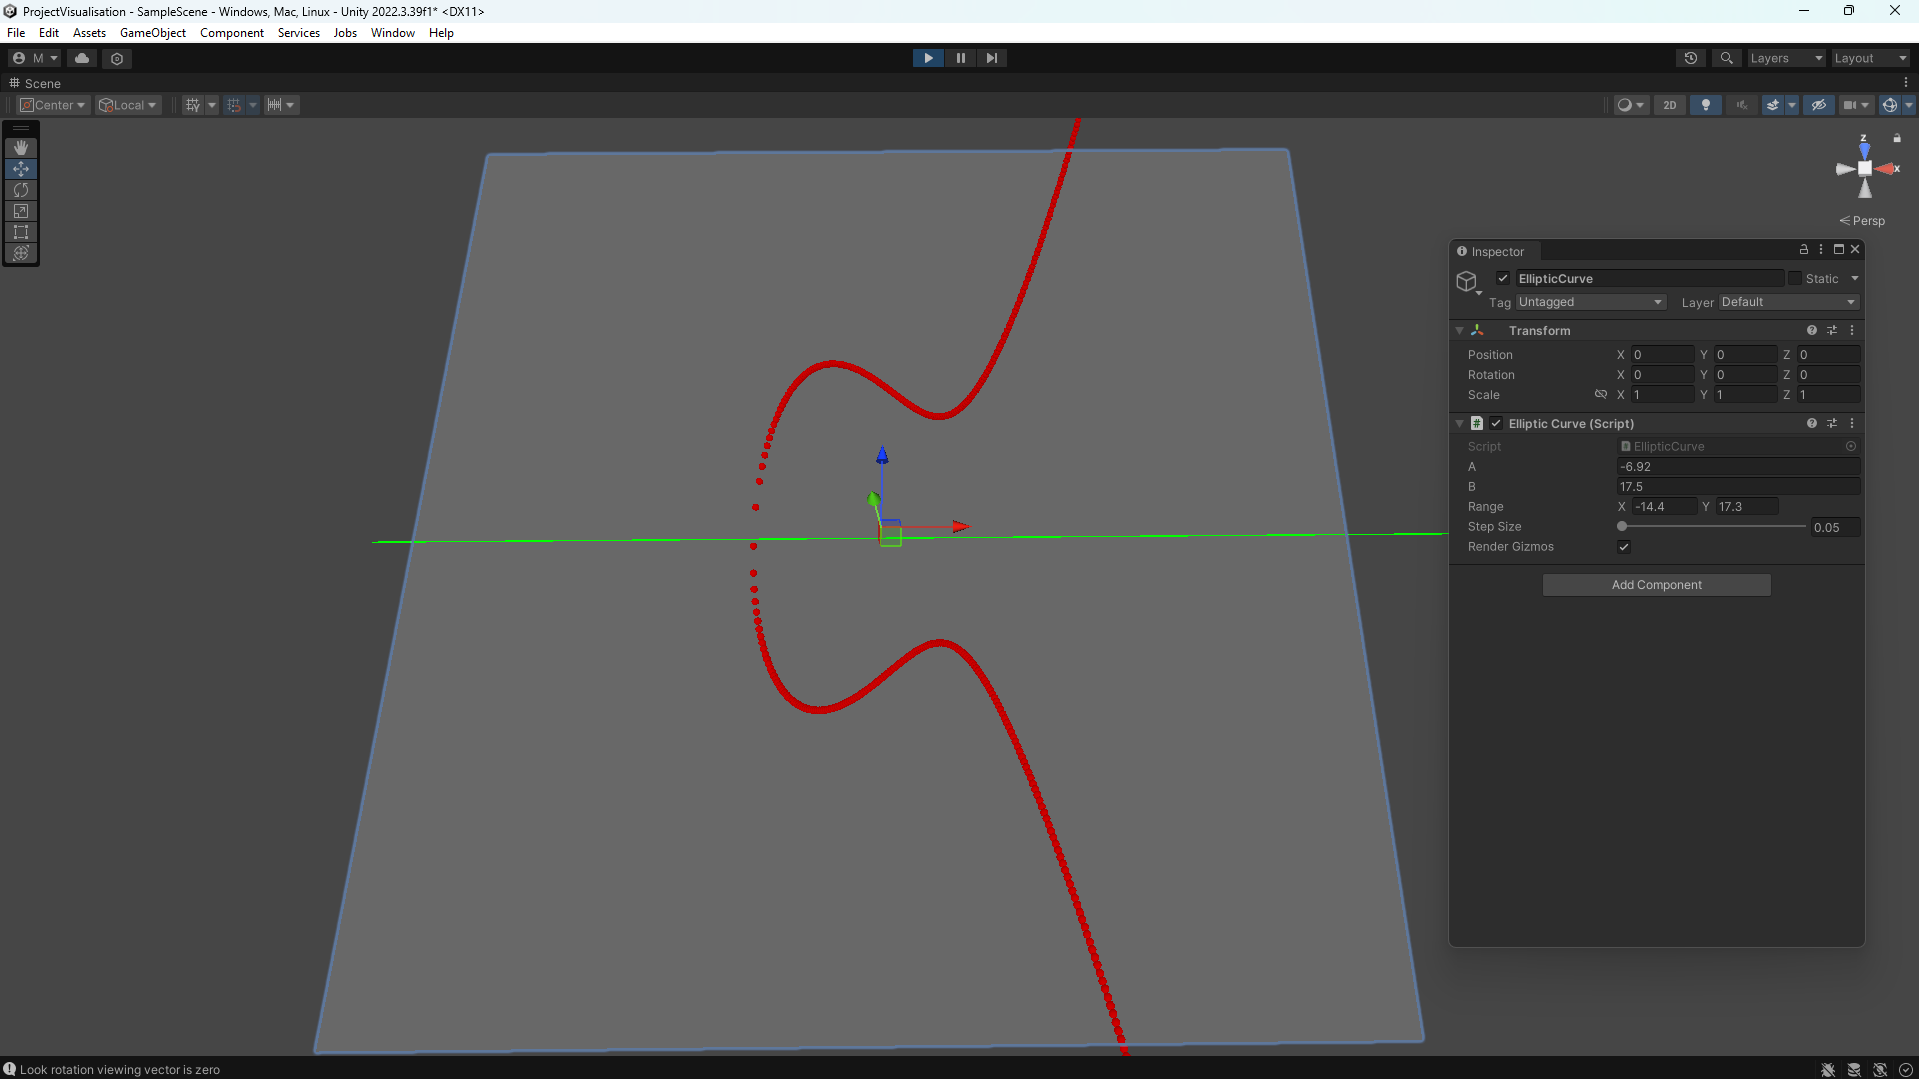 ProjectVisualisation - SampleScene - Windows, Mac, Linux - Unity 2022.3.39f1* <DX11>
File Edit Assets GameObject Component Services Jobs Window Help
M Layers Layout
Scene
Center Local 2D
Z
X
Persp
Inspector
EllipticCurve Static
Tag Untagged Layer Default
Transform
Position X 0 Y 0 Z 0
Rotation X 0 Y 0 Z 0
Scale X 1 Y 1 Z 1
# Elliptic Curve (Script)
Script EllipticCurve
A -6.92
B 17.5
Range X -14.4 Y 17.3
Step Size 0.05
Render Gizmos
Add Component
Look rotation viewing vector is zero